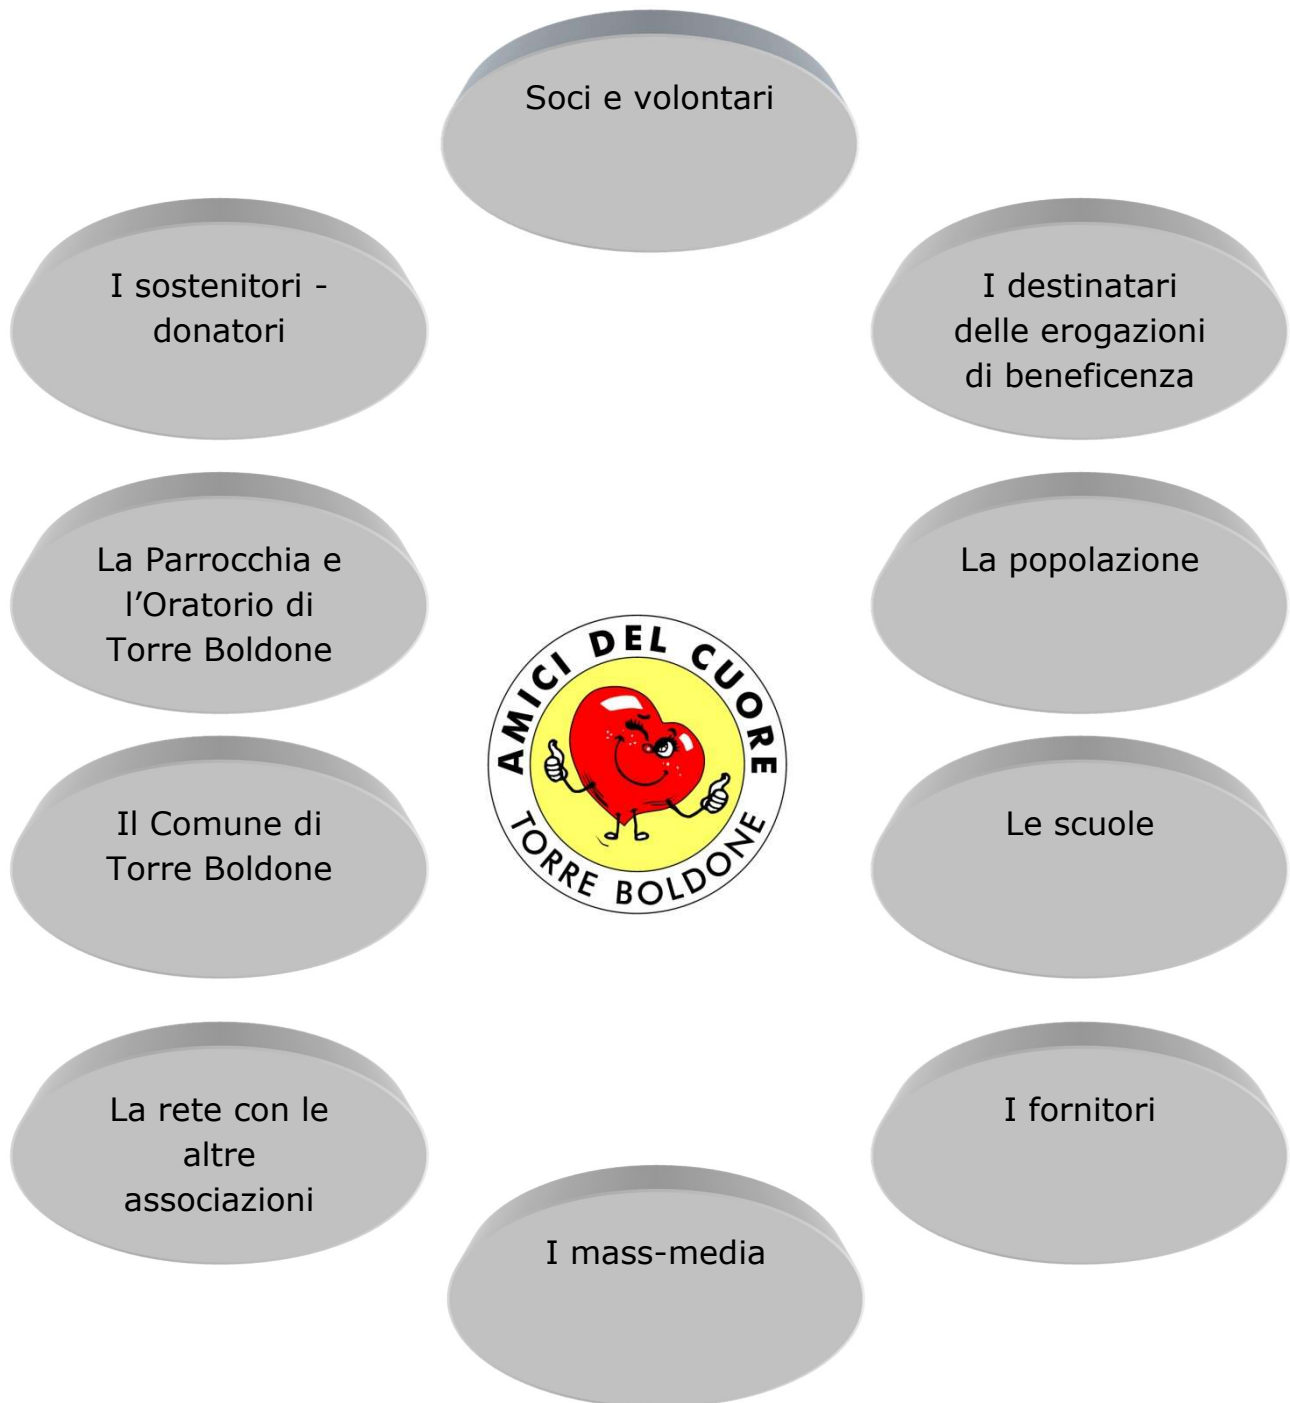 Soci e volontari
I sostenitori -
donatori
I destinatari
delle erogazioni
di beneficenza
La Parrocchia e
l’Oratorio di
Torre Boldone
La popolazione
AMICI DEL CUORE
TORRE BOLDONE
Il Comune di
Torre Boldone
Le scuole
La rete con le
altre
associazioni
I fornitori
I mass-media